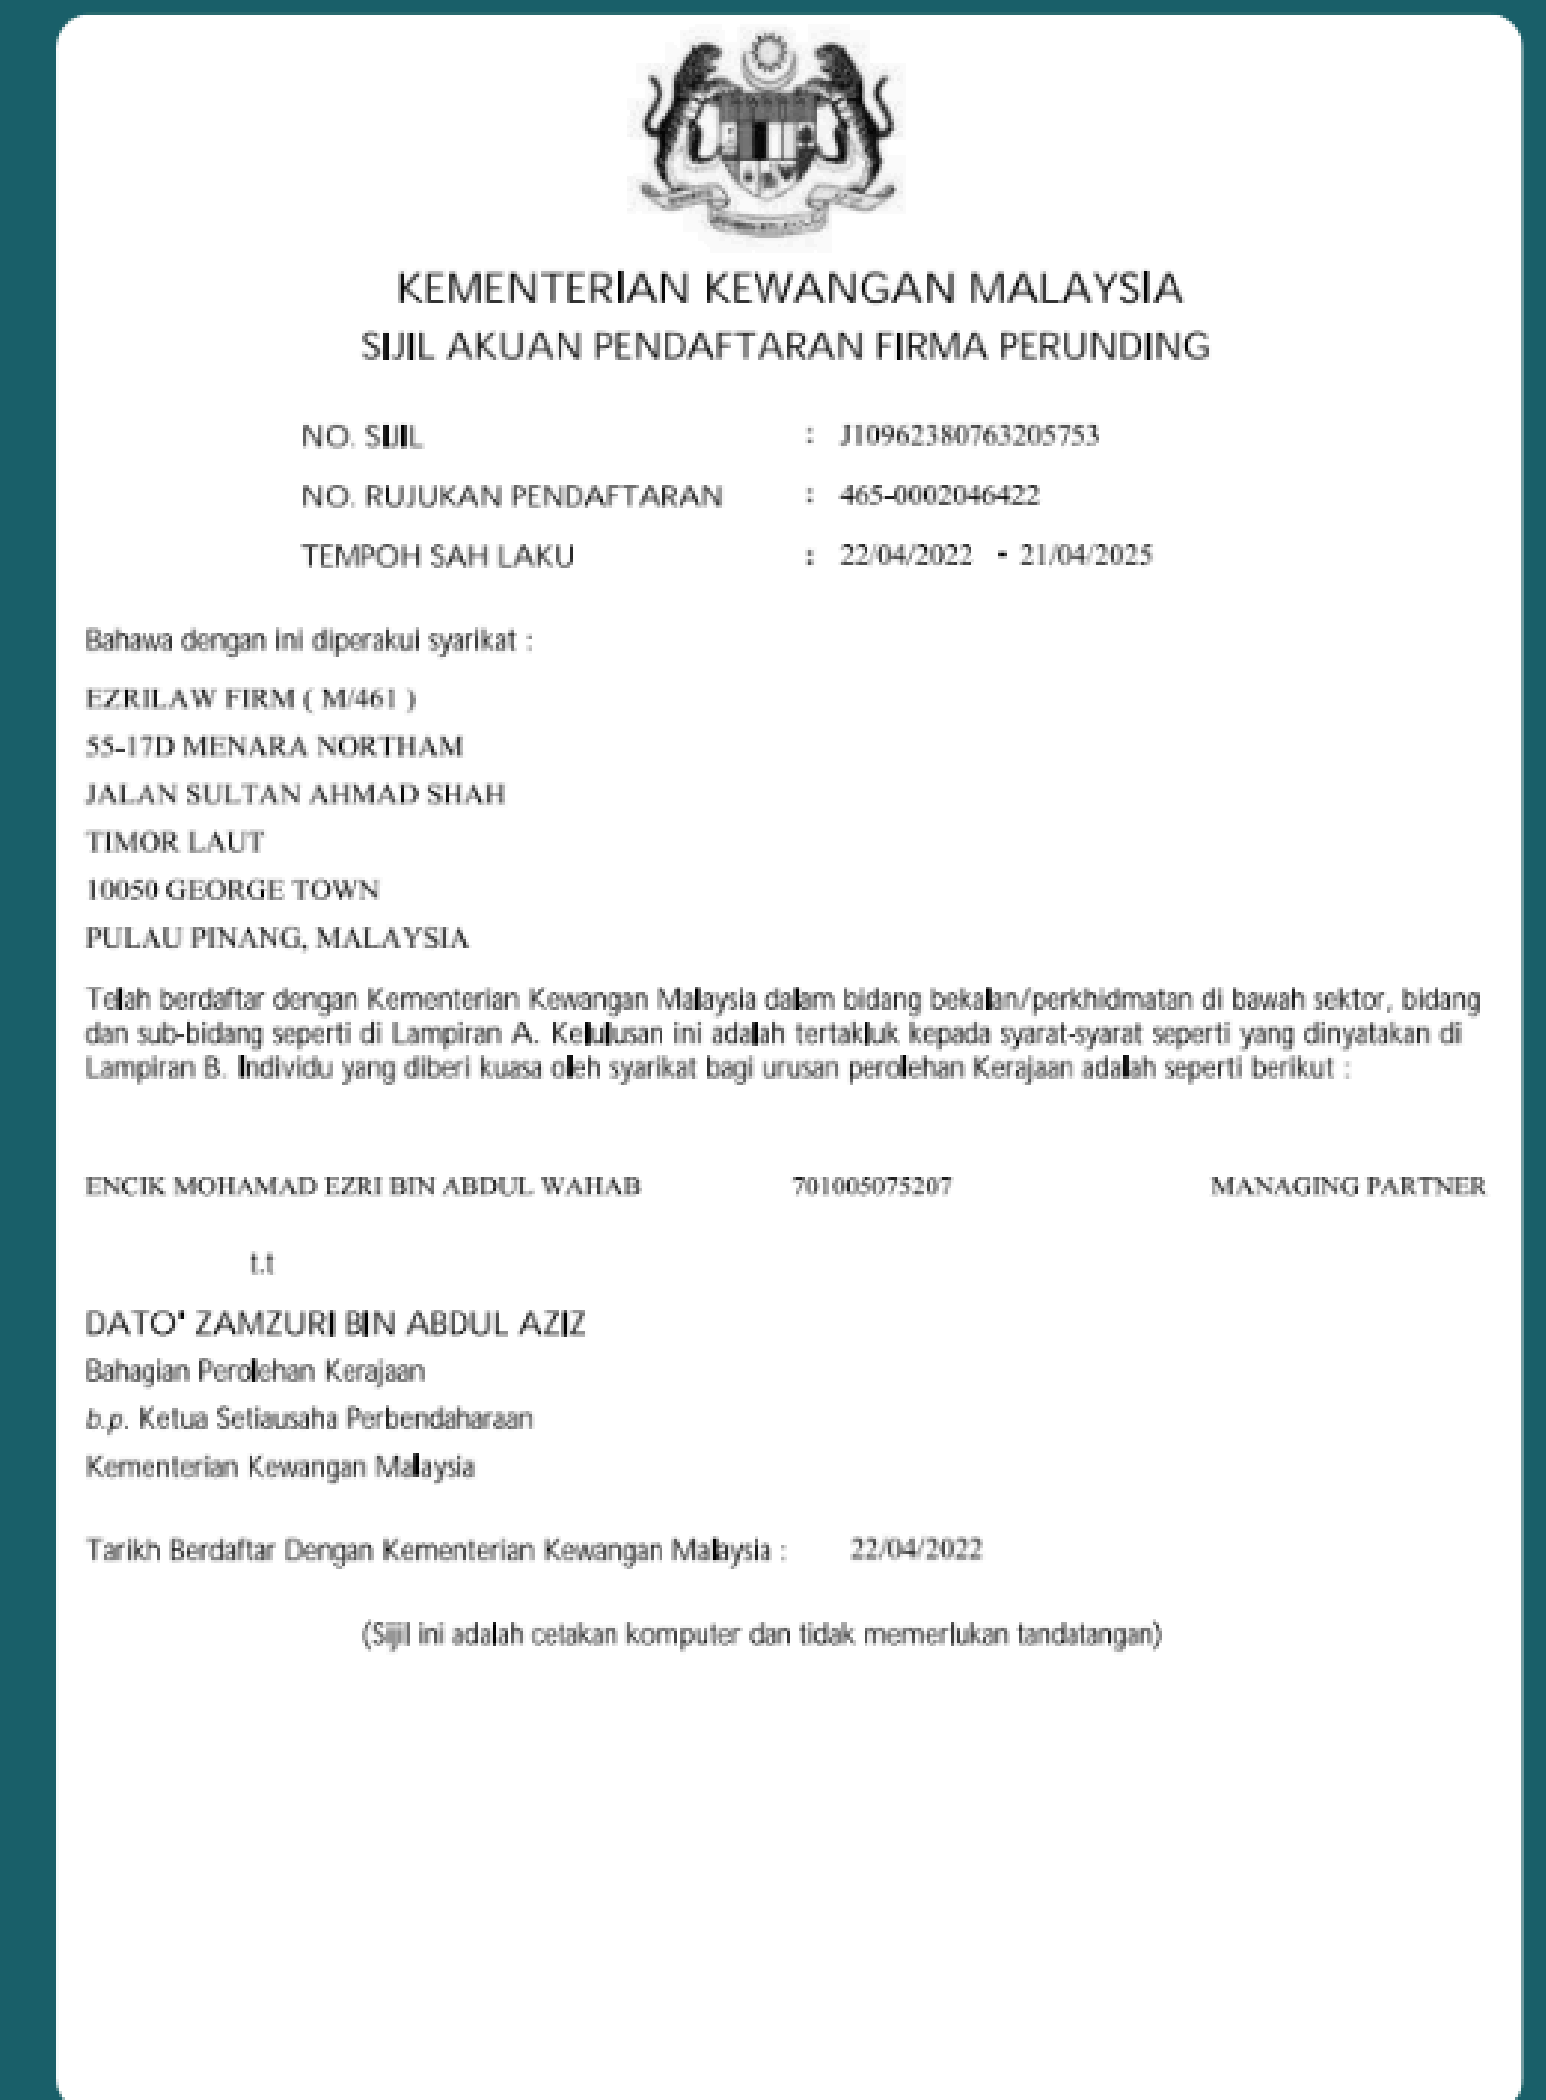 KEMENTERIAN KEWANGAN MALAYSIA
SIJIL AKUAN PENDAFTARAN FIRMA PERUNDING
NO. SIJIL : J10962380763205753
NO. RUJUKAN PENDAFTARAN : 465-0002046422
TEMPOH SAH LAKU : 22/04/2022 - 21/04/2025
Bahawa dengan ini diperakui syarikat :
EZRILAW FIRM ( M/461 )
55-17D MENARA NORTHAM
JALAN SULTAN AHMAD SHAH
TIMOR LAUT
10050 GEORGE TOWN
PULAU PINANG, MALAYSIA
Telah berdaftar dengan Kementerian Kewangan Malaysia dalam bidang bekalan/perkhidmatan di bawah sektor, bidang
dan sub-bidang seperti di Lampiran A. Kelulusan ini adalah tertakluk kepada syarat-syarat seperti yang dinyatakan di
Lampiran B. Individu yang diberi kuasa oleh syarikat bagi urusan perolehan Kerajaan adalah seperti berikut :
ENCIK MOHAMAD EZRI BIN ABDUL WAHAB 701005075207 MANAGING PARTNER
t.t
DATO' ZAMZURI BIN ABDUL AZIZ
Bahagian Perolehan Kerajaan
b.p. Ketua Setiausaha Perbendaharaan
Kementerian Kewangan Malaysia
Tarikh Berdaftar Dengan Kementerian Kewangan Malaysia : 22/04/2022
(Sijil ini adalah cetakan komputer dan tidak memerlukan tandatangan)